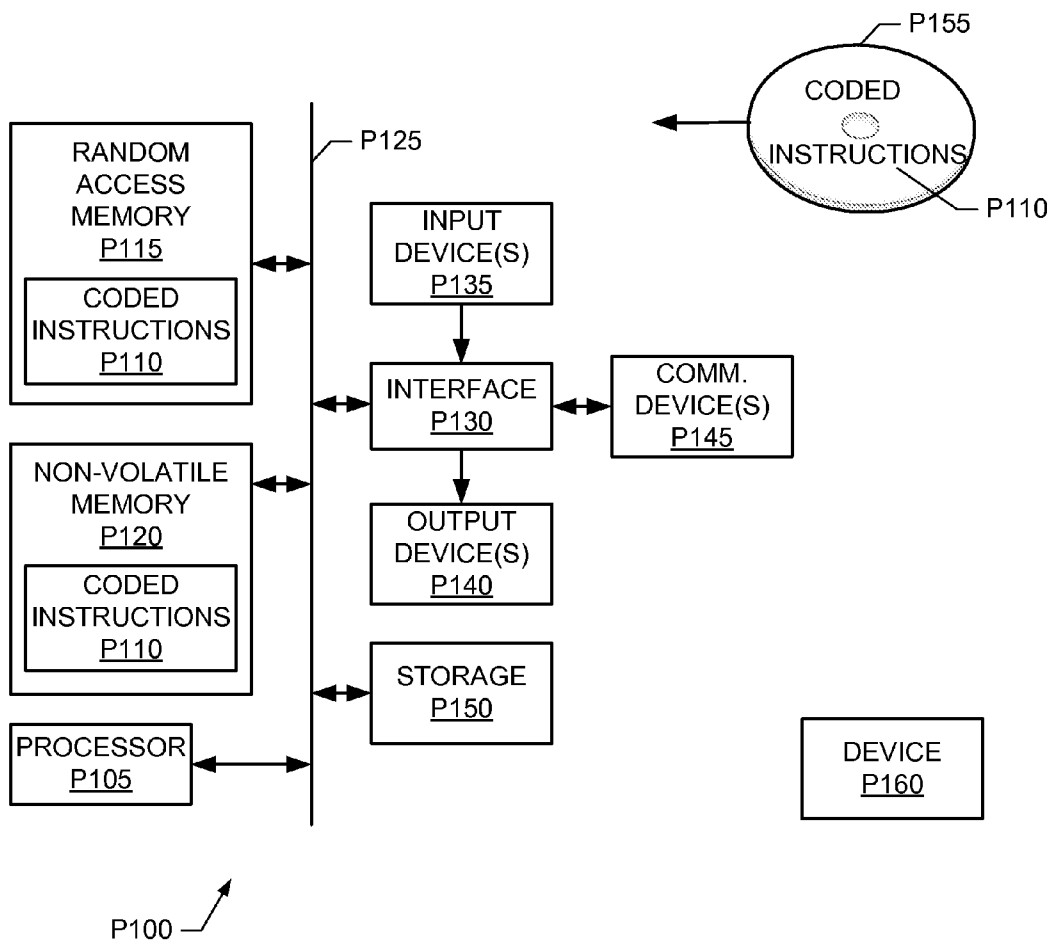 P155
CODED
INSTRUCTIONS
P110
RANDOM
ACCESS
MEMORY
P115
CODED
INSTRUCTIONS
P110
P125
INPUT
DEVICE(S)
P135
INTERFACE
P130
COMM.
DEVICE(S)
P145
NON-VOLATILE
MEMORY
P120
CODED
INSTRUCTIONS
P110
OUTPUT
DEVICE(S)
P140
STORAGE
P150
PROCESSOR
P105
DEVICE
P160
P100